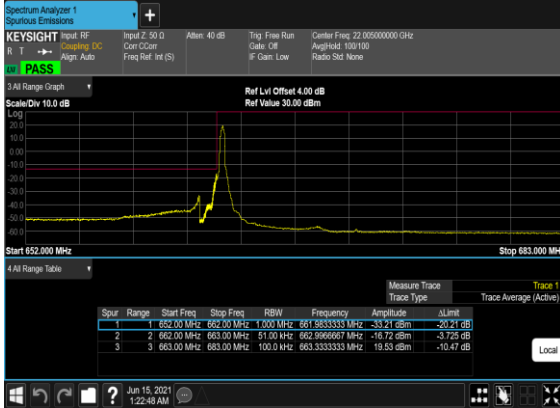 Spectrum Analyzer 1
Spurious Emissions
+
KEYSIGHT
R T
Input: RF
Coupling: DC
Align: Auto
Input Z: 50 Ω
Corr CCorr
Freq Ref: Int (S)
Atten: 40 dB
Trig: Free Run
Gate: Off
IF Gain: Low
Center Freq: 22.005000000 GHz
Avg|Hold: 100/100
Radio Std: None
PASS
3 All Range Graph
Scale/Div 10.0 dB
Ref Lvl Offset 4.00 dB
Ref Value 30.00 dBm
Log
20.0
10.0
0.00
-10.0
-20.0
-30.0
-40.0
-50.0
-60.0
Start 652.000 MHz
Stop 683.000 MH
4 All Range Table
Measure Trace Trace 1
Trace Type Trace Average (Active)
Spur Range Start Freq Stop Freq RBW Frequency Amplitude ΔLimit
1 1 652.00 MHz 662.00 MHz 1.000 MHz 661.9833333 MHz -33.21 dBm -20.21 dB
2 2 662.00 MHz 663.00 MHz 51.00 kHz 662.9966667 MHz -16.72 dBm -3.725 dB
3 3 663.00 MHz 683.00 MHz 100.0 kHz 663.3333333 MHz 19.53 dBm -10.47 dB
Local
?
Jun 15, 2021
1:22:48 AM